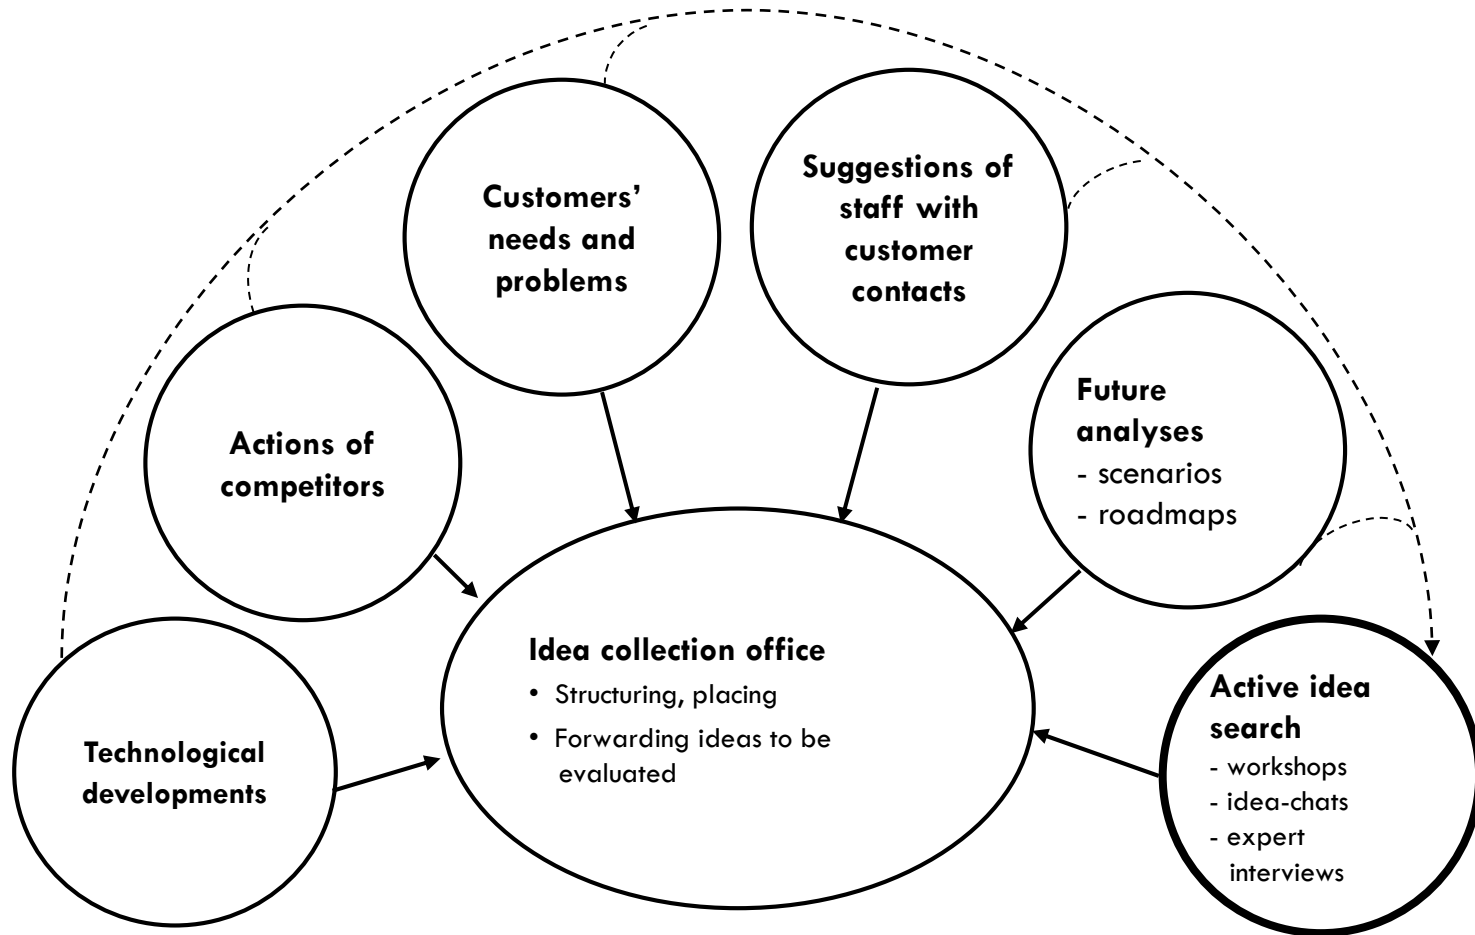 Customers’
needs and
problems
Suggestions of
staff with
customer
contacts
Actions of
competitors
Future
analyses
- scenarios
- roadmaps
Technological
developments
Idea collection office
• Structuring, placing
• Forwarding ideas to be
evaluated
Active idea
search
- workshops
- idea-chats
- expert
interviews